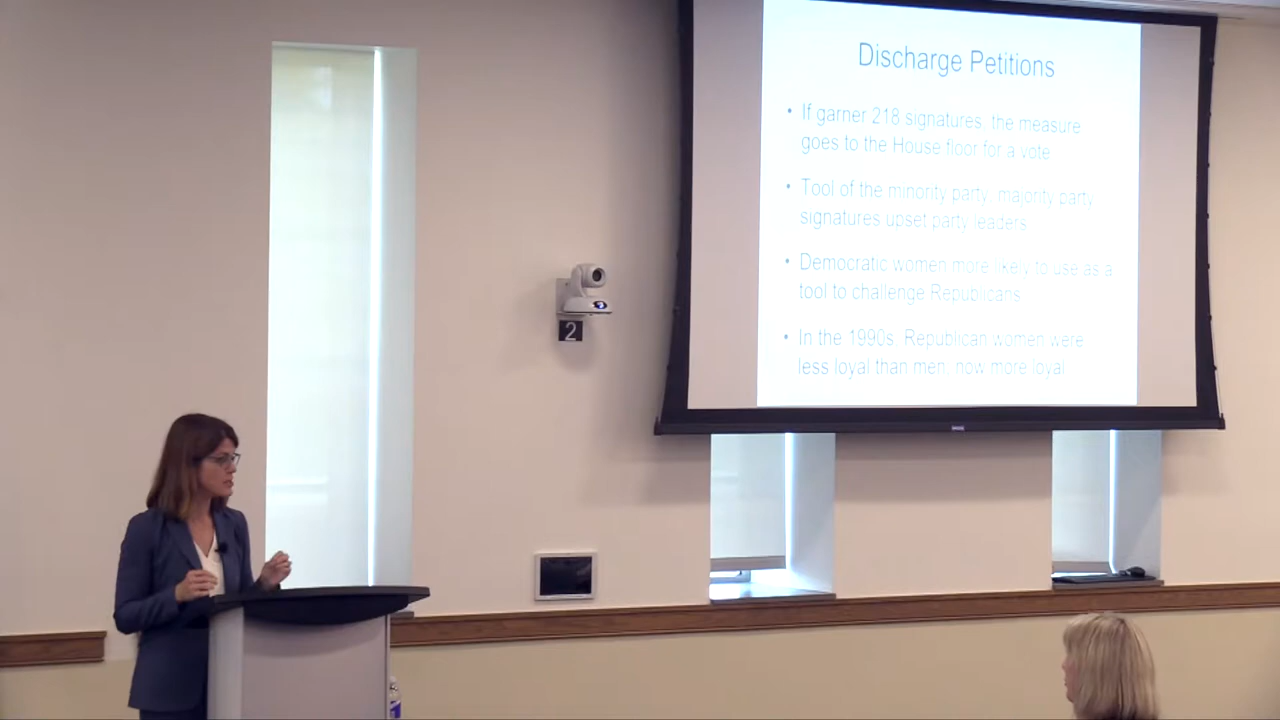 Discharge Petitions
• If garner 218 signatures, the measure
goes to the House floor for a vote
• Tool of the minority party, majority party
signatures upset party leaders
• Democratic women more likely to use as a
tool to challenge Republicans
• In the 1990s, Republican women were
less loyal than men, now more loyal
2